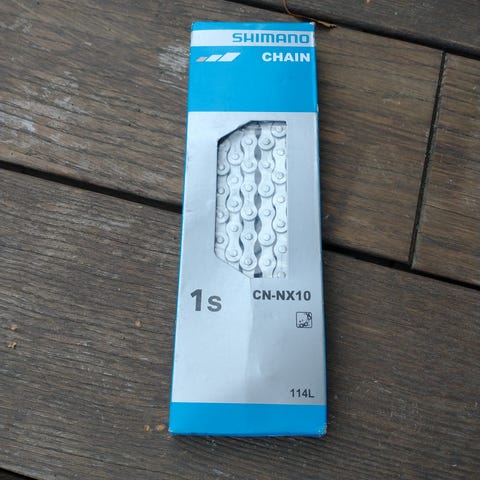 SHIMANO
CHAIN
1s CN-NX10
114L